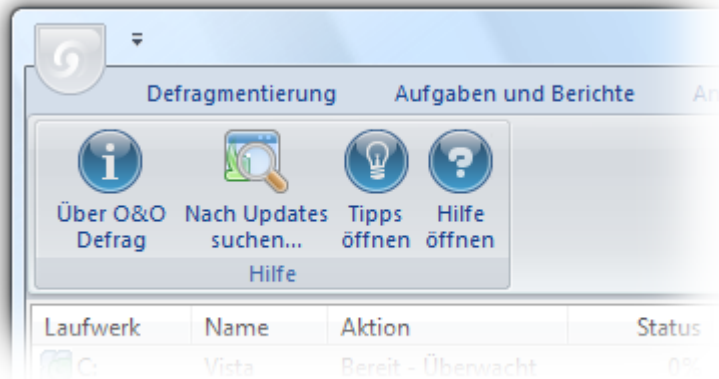 Defragmentierung Aufgaben und Berichte An
Über O&O Nach Updates Tipps Hilfe
Defrag suchen... öffnen öffnen
Hilfe
Laufwerk Name Aktion Status
C: Vista Bereit - Überwacht 0%